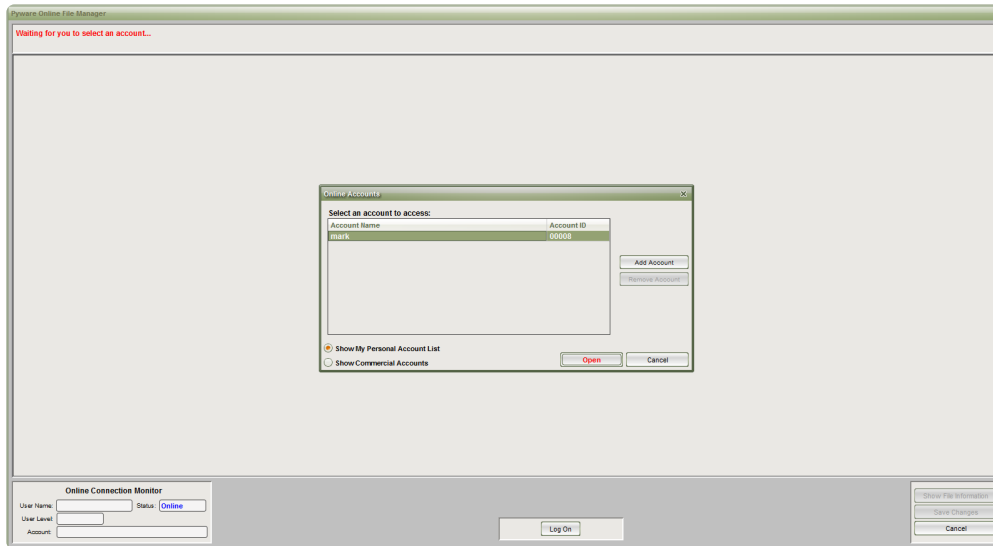 Pyware Online File Manager
Waiting for you to select an account...
Online Accounts
Select an account to access:
Account Name Account ID
mark 00008
Add Account
Remove Account
Show My Personal Account List
Show Commercial Accounts
Open Cancel
Online Connection Monitor
User Name: Status: Online
User Level:
Account:
Log On
Show File Information
Save Changes
Cancel